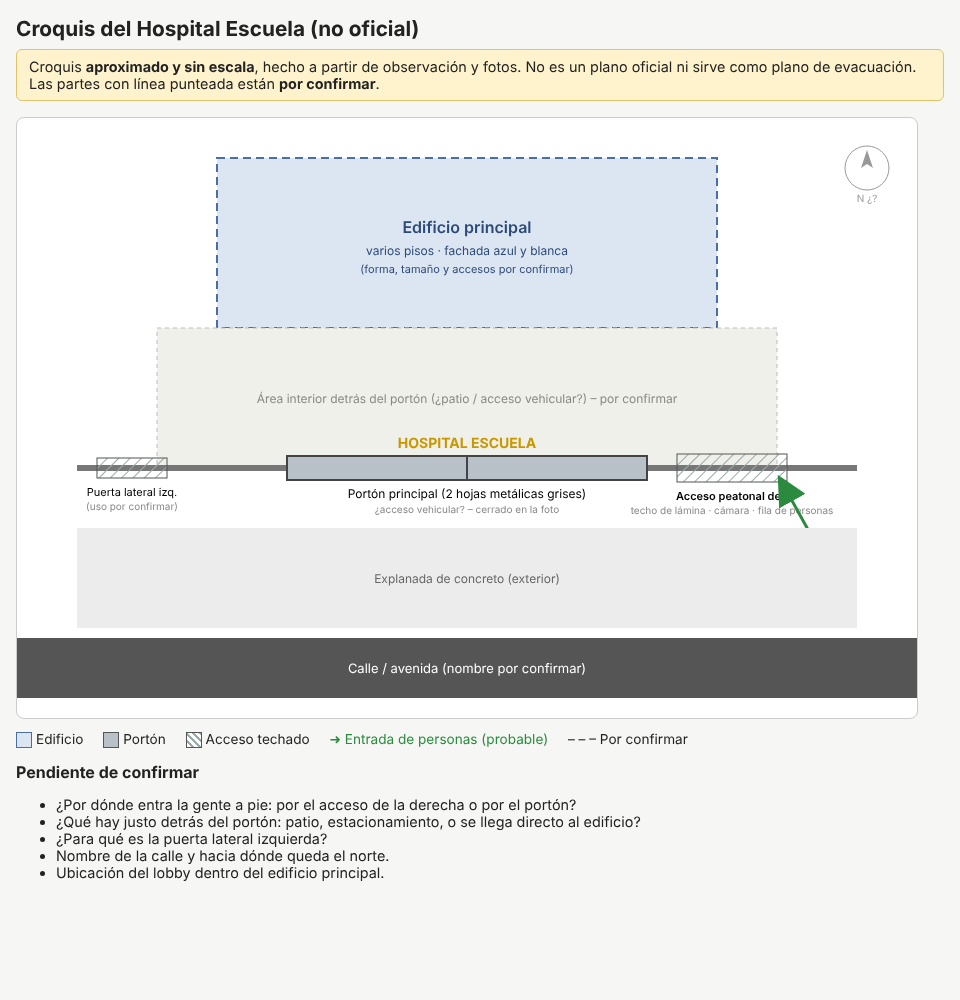 Croquis del Hospital Escuela (no oficial)
Croquis aproximado y sin escala, hecho a partir de observación y fotos. No es un plano oficial ni sirve como plano de evacuación.
Las partes con línea punteada están por confirmar.
N ¿?
Edificio principal
varios pisos · fachada azul y blanca
(forma, tamaño y accesos por confirmar)
Área interior detrás del portón (¿patio / acceso vehicular?) – por confirmar
HOSPITAL ESCUELA
Puerta lateral izq.
(uso por confirmar)
Portón principal (2 hojas metálicas grises)
¿acceso vehicular? – cerrado en la foto
Acceso peatonal
techo de lámina · cámara · fila de personas
Explanada de concreto (exterior)
Calle / avenida (nombre por confirmar)
Edificio
Portón
Acceso techado
➜ Entrada de personas (probable)
– – – Por confirmar
Pendiente de confirmar
• ¿Por dónde entra la gente a pie: por el acceso de la derecha o por el portón?
• ¿Qué hay justo detrás del portón: patio, estacionamiento, o se llega directo al edificio?
• ¿Para qué es la puerta lateral izquierda?
• Nombre de la calle y hacia dónde queda el norte.
• Ubicación del lobby dentro del edificio principal.